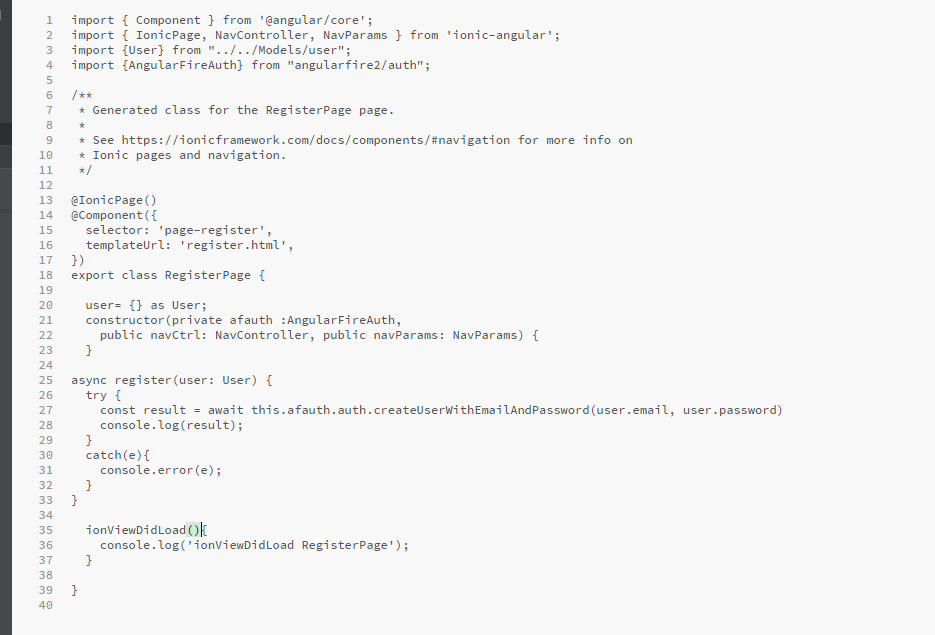 1 import { Component } from '@angular/core';
2 import { IonicPage, NavController, NavParams } from 'ionic-angular';
3 import {User} from "../../Models/user";
4 import {AngularFireAuth} from "angularfire2/auth";
5
6 /**
7  * Generated class for the RegisterPage page.
8  *
9  * See https://ionicframework.com/docs/components/#navigation for more info on
10  * Ionic pages and navigation.
11  */
12
13 @IonicPage()
14 @Component({
15   selector: 'page-register',
16   templateUrl: 'register.html',
17 })
18 export class RegisterPage {
19
20   user= {} as User;
21   constructor(private afauth :AngularFireAuth,
22     public navCtrl: NavController, public navParams: NavParams) {
23   }
24
25 async register(user: User) {
26   try {
27     const result = await this.afauth.auth.createUserWithEmailAndPassword(user.email, user.password)
28     console.log(result);
29   }
30   catch(e){
31     console.error(e);
32   }
33 }
34
35   ionViewDidLoad(){
36     console.log('ionViewDidLoad RegisterPage');
37   }
38
39 }
40